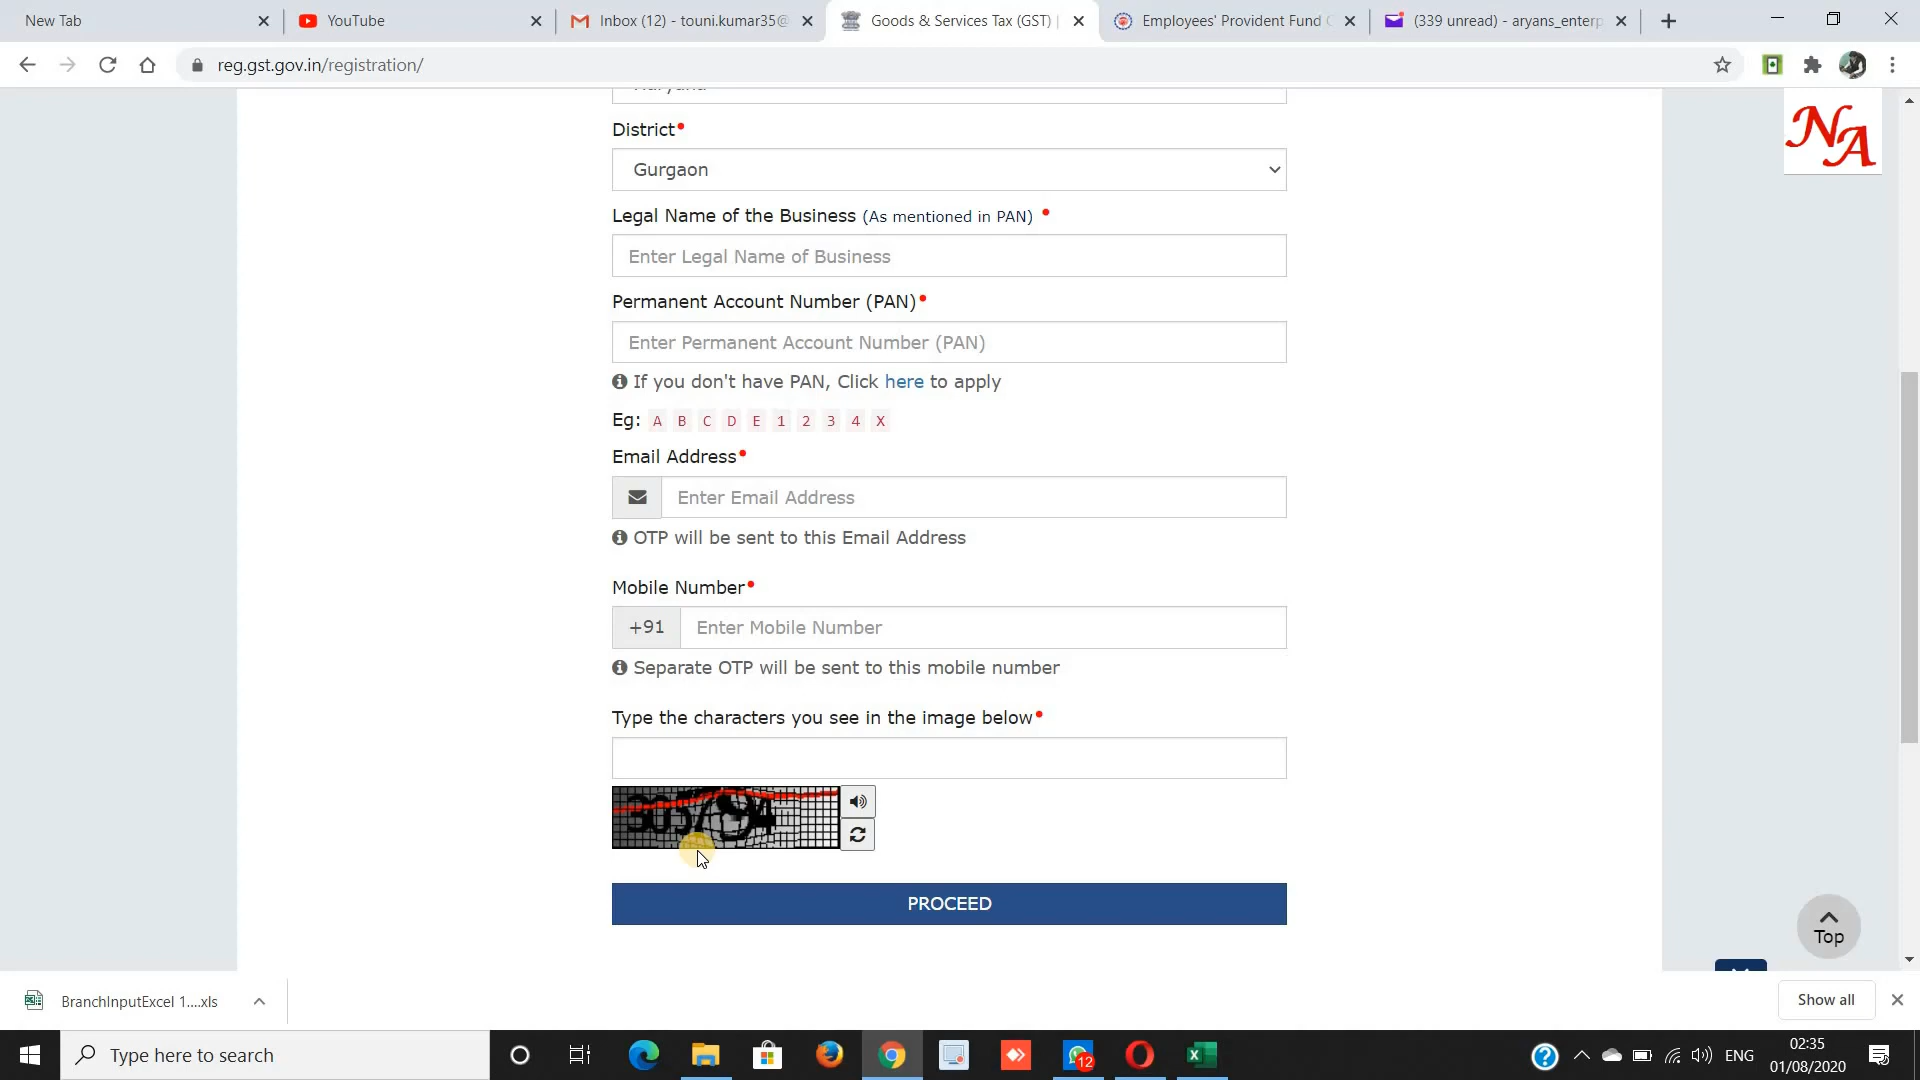 New Tab
YouTube
Inbox (12) - touni.kumar35@
Goods & Services Tax (GST) |
Employees' Provident Fund
(339 unread) - aryans_enterp
reg.gst.gov.in/registration/
NA
District•
Gurgaon
Legal Name of the Business (As mentioned in PAN) •
Enter Legal Name of Business
Permanent Account Number (PAN)•
Enter Permanent Account Number (PAN)
If you don't have PAN, Click here to apply
Eg: A B C D E 1 2 3 4 X
Email Address•
Enter Email Address
OTP will be sent to this Email Address
Mobile Number•
+91 Enter Mobile Number
Separate OTP will be sent to this mobile number
Type the characters you see in the image below•
PROCEED
Top
BranchInputExcel 1....xls
Show all
Type here to search
12
ENG
02:35
01/08/2020